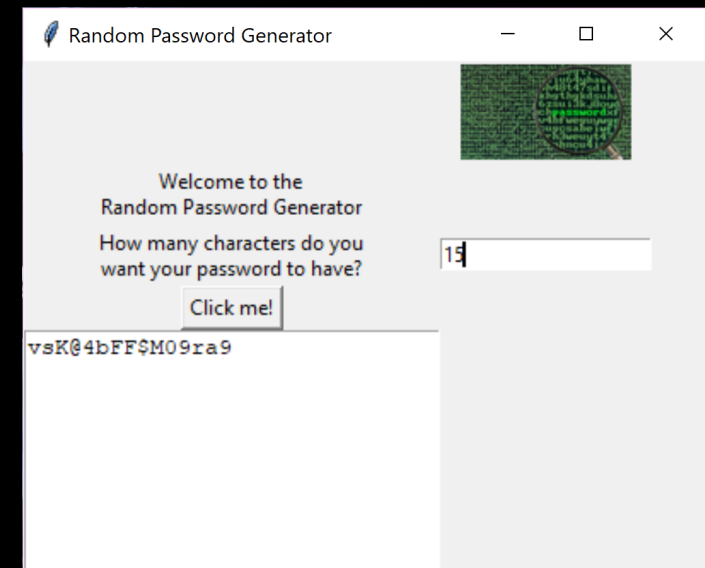 Random Password Generator
password
Welcome to the
Random Password Generator
How many characters do you
want your password to have?
15
Click me!
vsK@4bFF$M09ra9